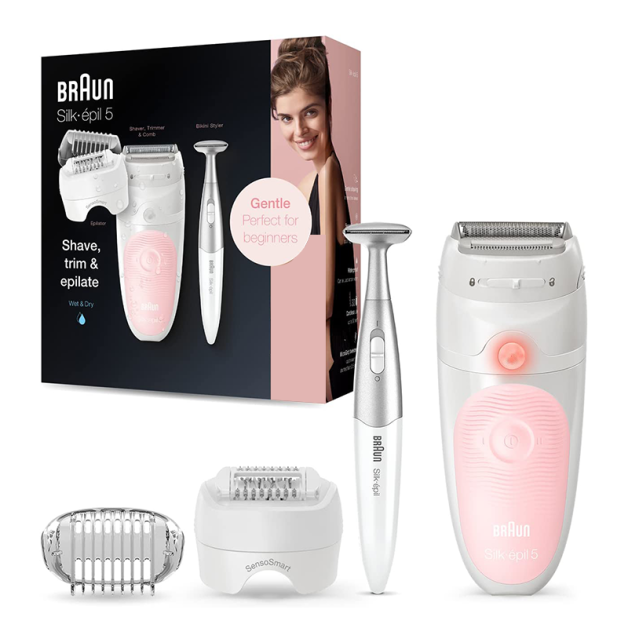 BRAUN
Silk·épil 5
Shaver, Trimmer
& Comb
Bikini Styler
Epilator
Gentle
Perfect for
beginners
Shave,
trim &
epilate
Wet & Dry
BRAUN
BRAUN
Silk·épil
SensoSmart
BRAUN
Silk·épil 5